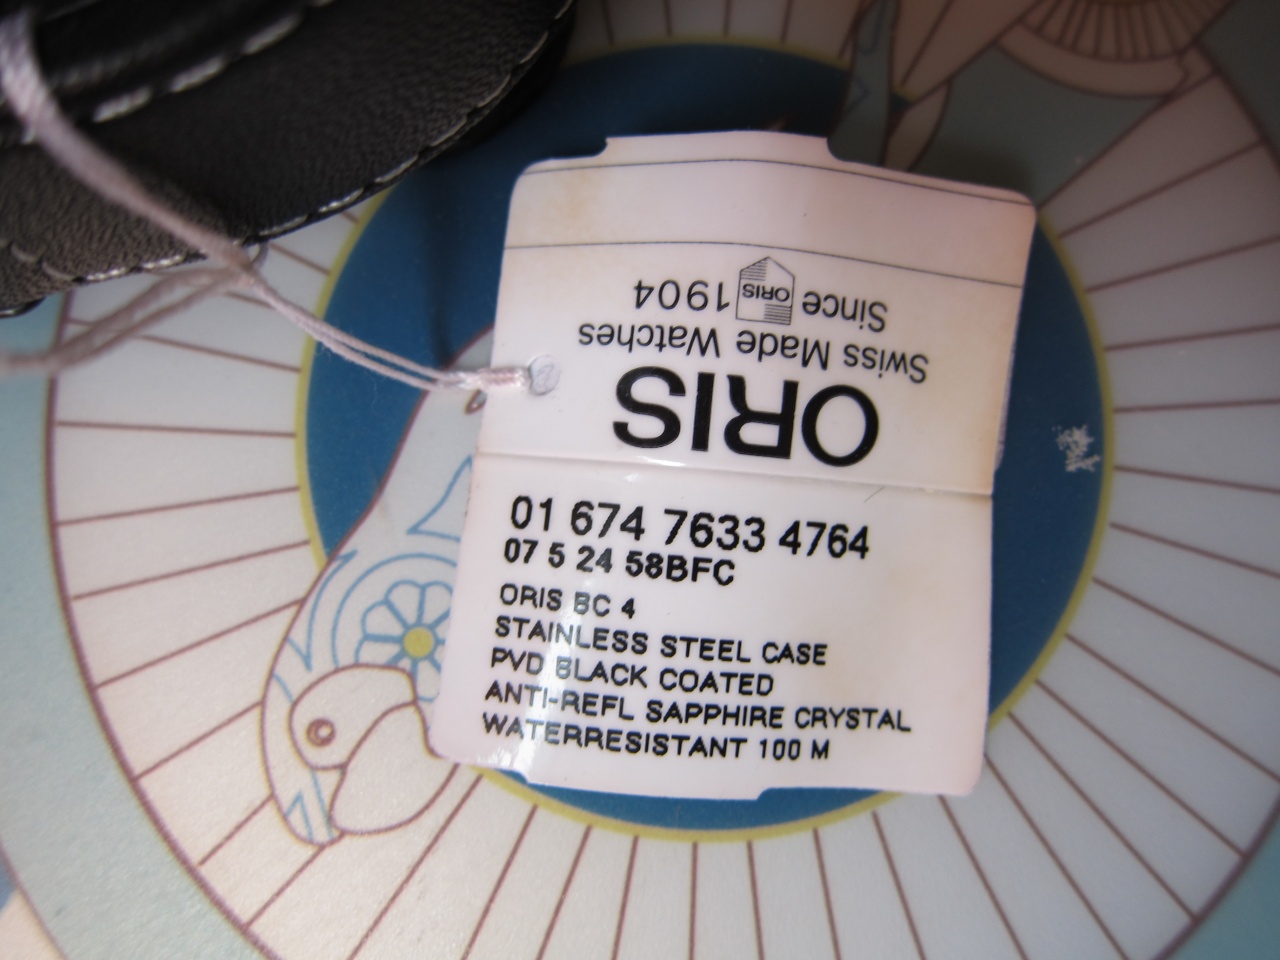 ORIS
Swiss Made Watches
Since ORIS 1904
01 674 7633 4764
07 5 24 58BFC
ORIS BC 4
STAINLESS STEEL CASE
PVD BLACK COATED
ANTI-REFL SAPPHIRE CRYSTAL
WATERRESISTANT 100 M